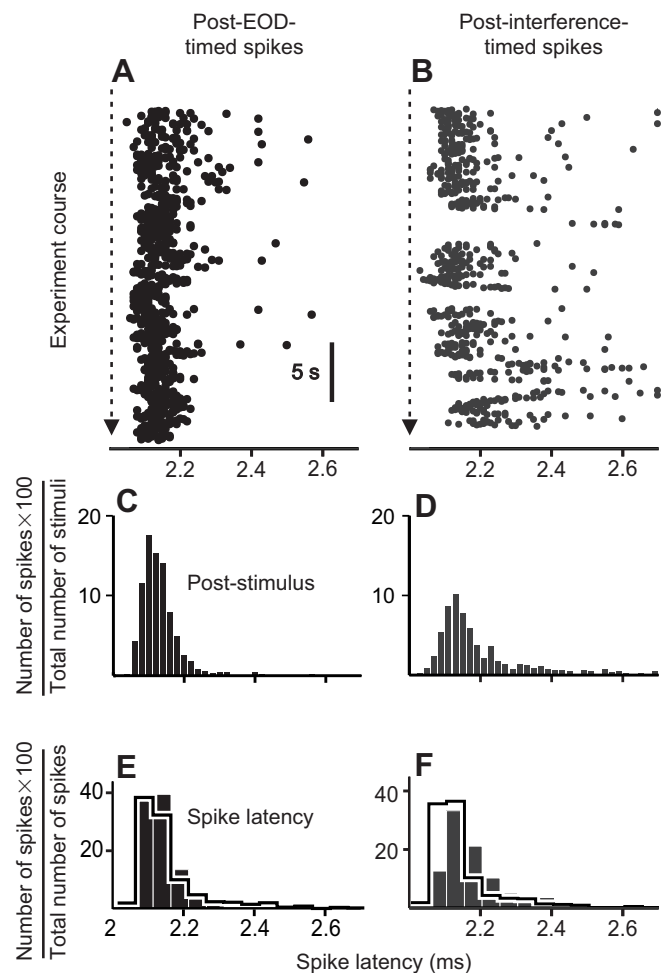 Post-EOD-
timed spikes
Post-interference-
timed spikes
A
B
Experiment course
5 s
2.2 2.4 2.6
2.2 2.4 2.6
C
D
Number of spikes×100
Total number of stimuli
20
10
Post-stimulus
20
10
E
F
Number of spikes×100
Total number of spikes
40
20
Spike latency
40
20
2 2.2 2.4 2.6
2.2 2.4 2.6
Spike latency (ms)